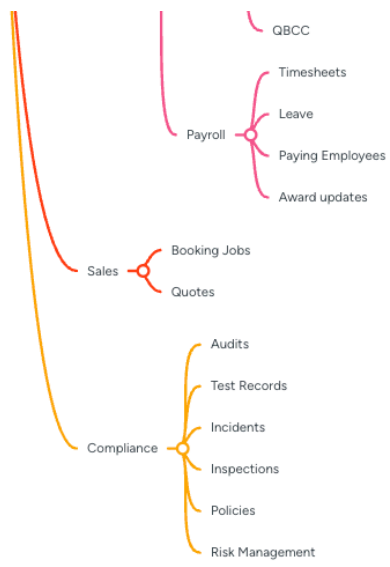 QBCC
Timesheets
Leave
Payroll
Paying Employees
Award updates
Booking Jobs
Sales
Quotes
Audits
Test Records
Incidents
Compliance
Inspections
Policies
Risk Management